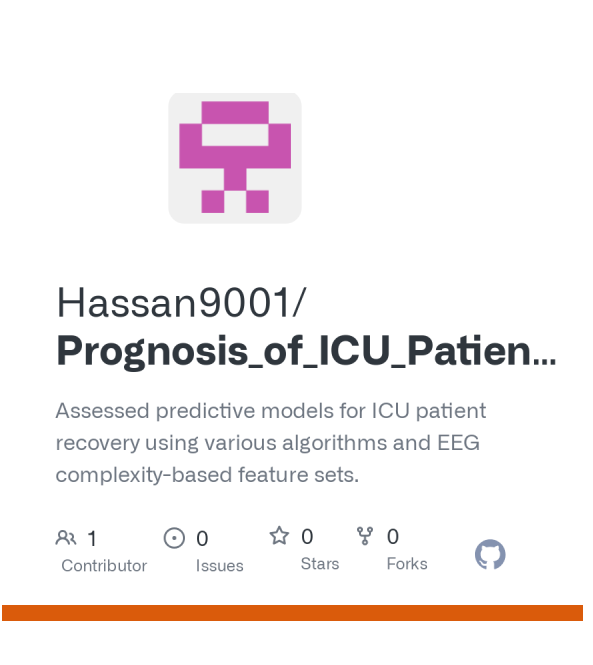 Hassan9001/
Prognosis_of_ICU_Patien...
Assessed predictive models for ICU patient
recovery using various algorithms and EEG
complexity-based feature sets.
1 0 0 0
Contributor Issues Stars Forks